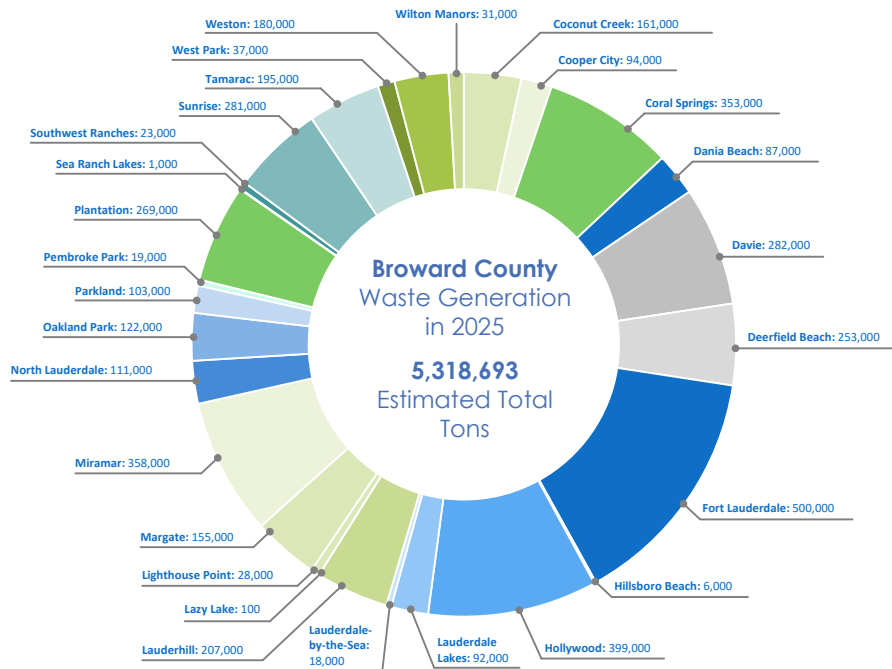 Wilton Manors: 31,000
Coconut Creek: 161,000
Cooper City: 94,000
Coral Springs: 353,000
Dania Beach: 87,000
Davie: 282,000
Deerfield Beach: 253,000
Fort Lauderdale: 500,000
Hillsboro Beach: 6,000
Hollywood: 399,000
Lauderdale
Lakes: 92,000
Lauderdale-
by-the-Sea:
18,000
Lauderhill: 207,000
Lazy Lake: 100
Lighthouse Point: 28,000
Margate: 155,000
Miramar: 358,000
North Lauderdale: 111,000
Oakland Park: 122,000
Parkland: 103,000
Pembroke Park: 19,000
Plantation: 269,000
Sea Ranch Lakes: 1,000
Southwest Ranches: 23,000
Sunrise: 281,000
Tamarac: 195,000
West Park: 37,000
Weston: 180,000
Broward County
Waste Generation
in 2025
5,318,693
Estimated Total
Tons